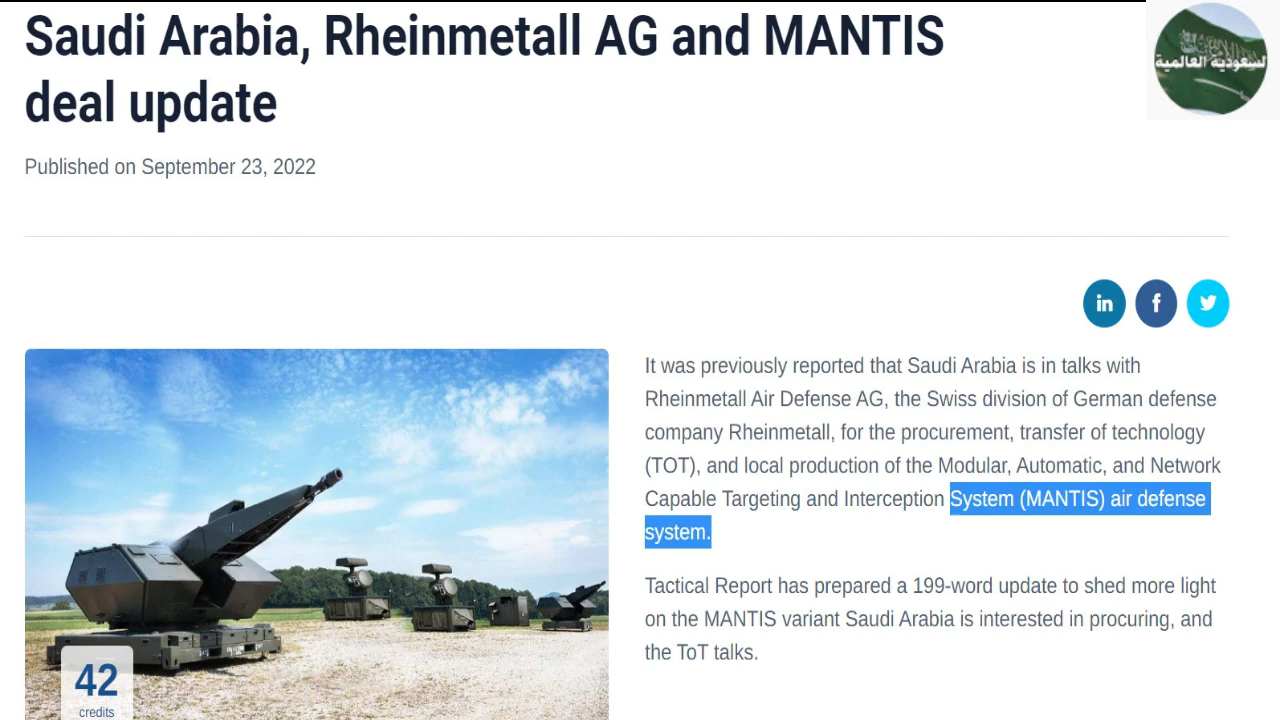 Saudi Arabia, Rheinmetall AG and MANTIS
deal update
السعودية العالمية
Published on September 23, 2022
in f
It was previously reported that Saudi Arabia is in talks with
Rheinmetall Air Defense AG, the Swiss division of German defense
company Rheinmetall, for the procurement, transfer of technology
(TOT), and local production of the Modular, Automatic, and Network
Capable Targeting and Interception System (MANTIS) air defense
system.
Tactical Report has prepared a 199-word update to shed more light
on the MANTIS variant Saudi Arabia is interested in procuring, and
the ToT talks.
42
credits